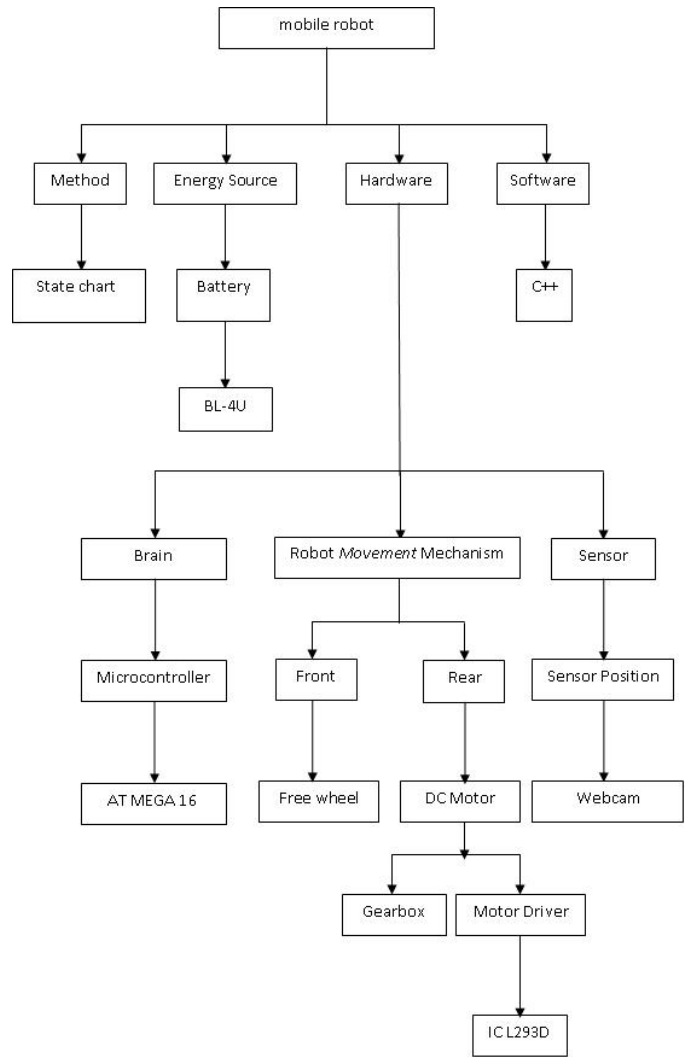 mobile robot
Method
Energy Source
Hardware
Software
State chart
Battery
C++
BL-4U
Brain
Robot Movement Mechanism
Sensor
Microcontroller
Front
Rear
Sensor Position
AT MEGA 16
Free wheel
DC Motor
Webcam
Gearbox
Motor Driver
IC L293D